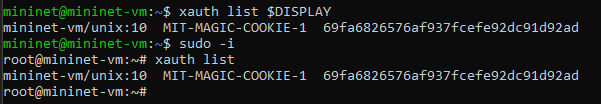 mininet@mininet-vm:~$ xauth list $DISPLAY
mininet-vm/unix:10  MIT-MAGIC-COOKIE-1  69fa6826576af937fcefe92dc91d92ad
mininet@mininet-vm:~$ sudo -i
root@mininet-vm:~# xauth list
mininet-vm/unix:10  MIT-MAGIC-COOKIE-1  69fa6826576af937fcefe92dc91d92ad
root@mininet-vm:~#